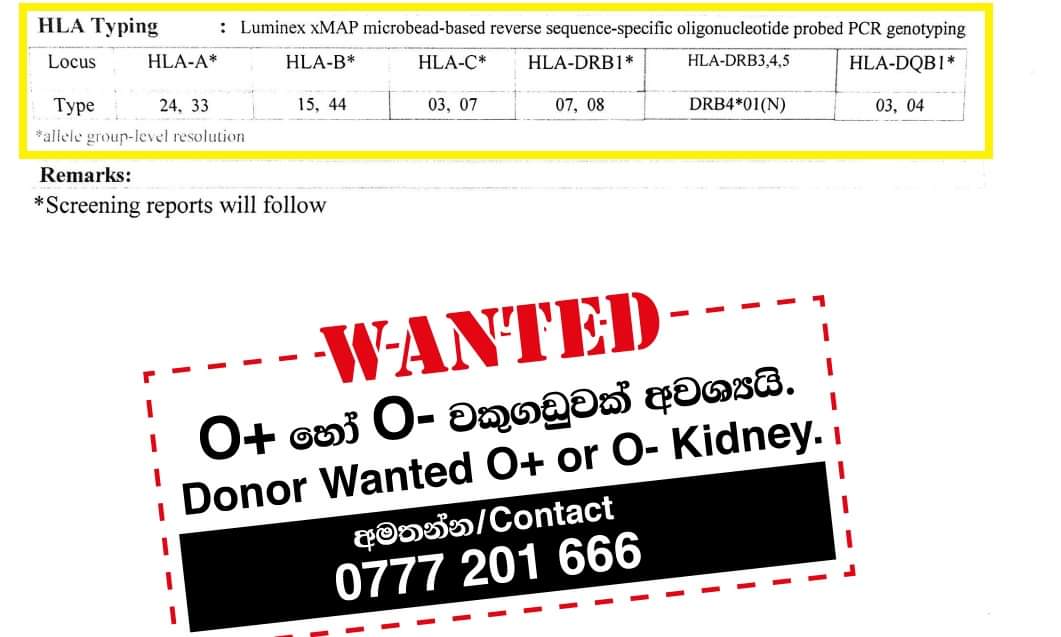 HLA Typing : Luminex xMAP microbead-based reverse sequence-specific oligonucleotide probed PCR genotyping
Locus HLA-A* HLA-B* HLA-C* HLA-DRB1* HLA-DRB3,4,5 HLA-DQB1*
Type 24, 33 15, 44 03, 07 07, 08 DRB4*01(N) 03, 04
*allele group-level resolution
Remarks:
*Screening reports will follow
WANTED
O+ හෝ O- වකුගඩුවක් අවශ්‍යයි.
Donor Wanted O+ or O- Kidney.
අමතන්න/Contact
0777 201 666